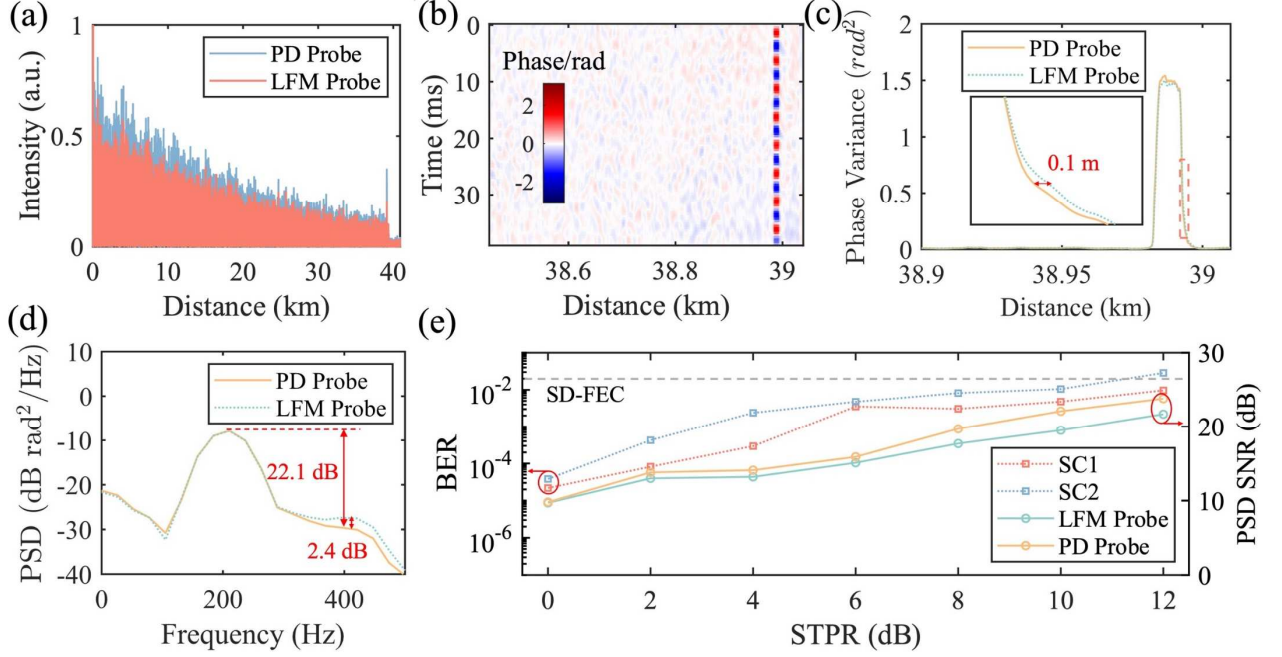 (a)
1
0.5
0
Intensity (a.u.)
PD Probe
LFM Probe
0
10
20
30
40
Distance (km)
(b)
0
10
20
30
Time (ms)
Phase/rad
2
0
-2
38.6
38.8
39
Distance (km)
(c)
2
1.5
1
0.5
0
Phase Variance (rad²)
PD Probe
LFM Probe
0.1 m
38.9
38.95
39
Distance (km)
(d)
10
0
-10
-20
-30
-40
PSD (dB rad²/Hz)
PD Probe
LFM Probe
22.1 dB
2.4 dB
0
200
400
Frequency (Hz)
(e)
10⁻²
10⁻⁴
10⁻⁶
BER
SD-FEC
SC1
SC2
LFM Probe
PD Probe
30
20
10
0
PSD SNR (dB)
0
2
4
6
8
10
12
STPR (dB)